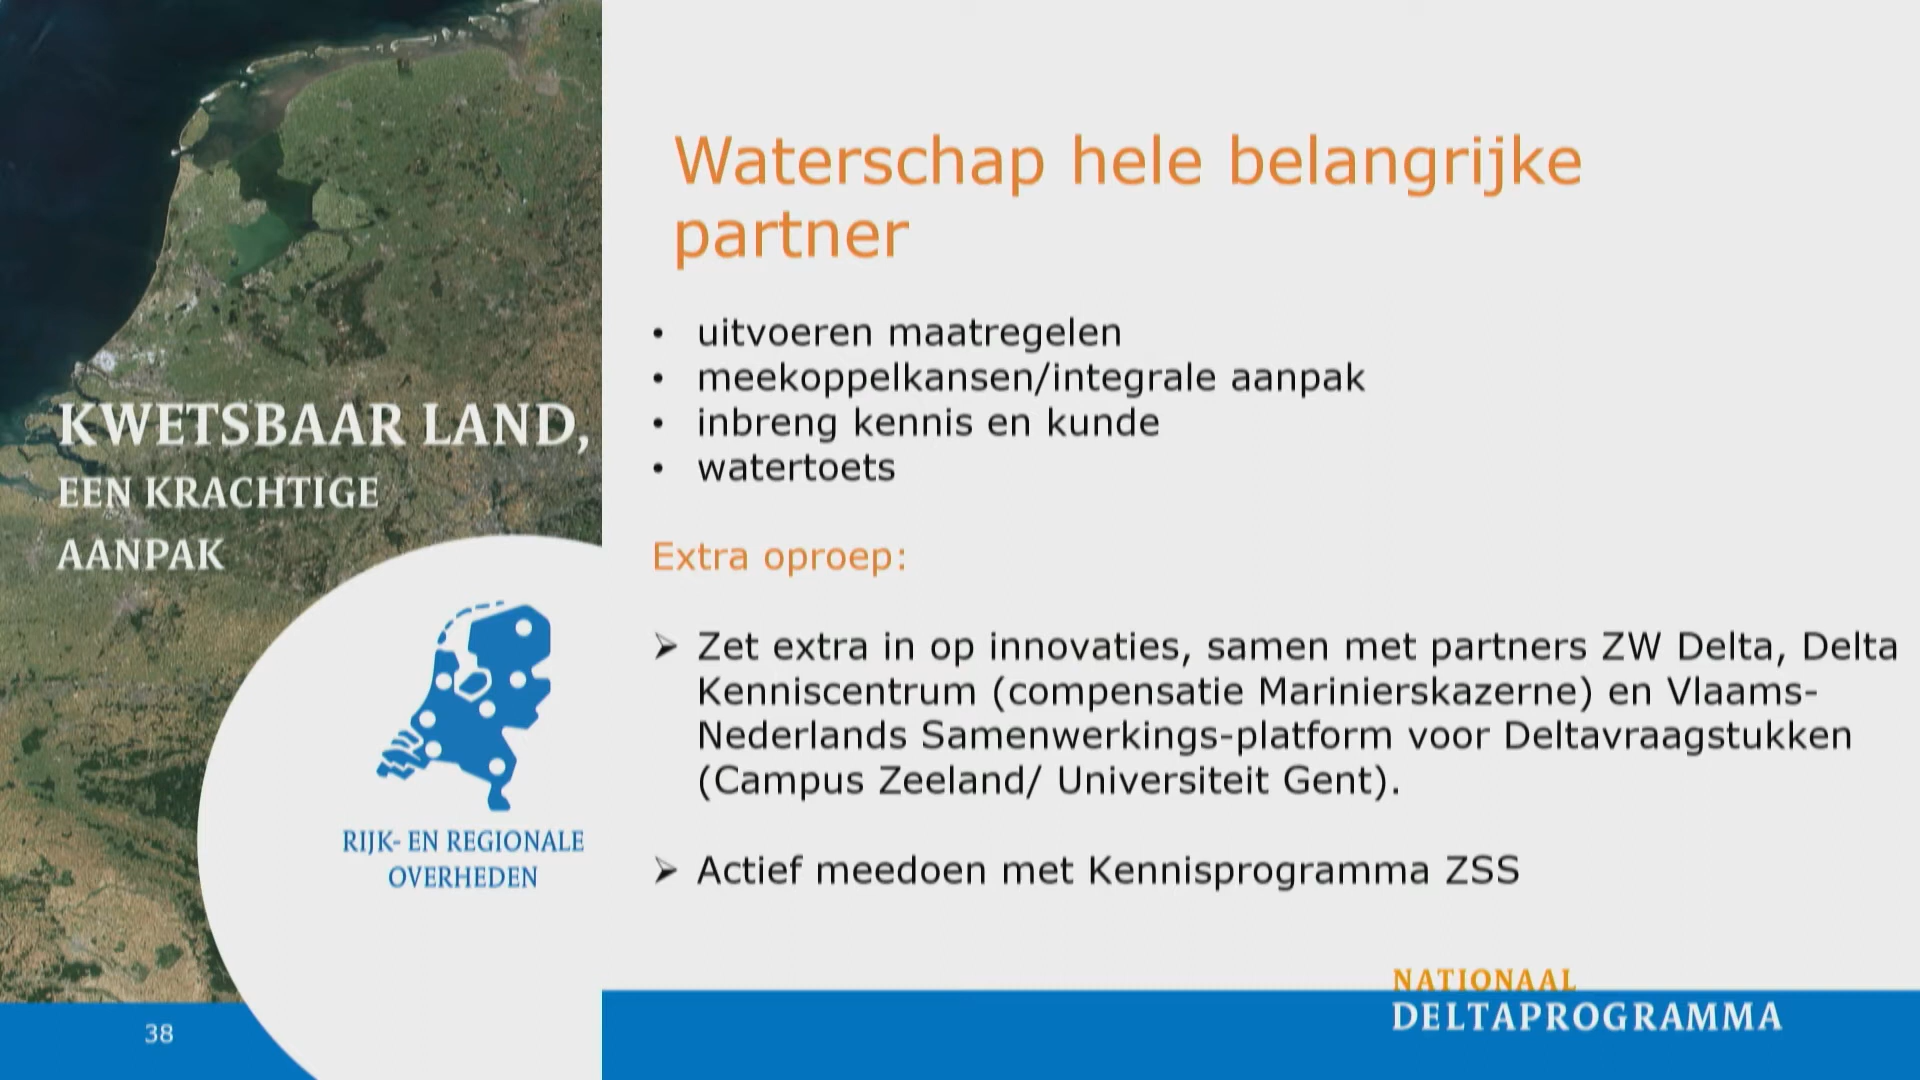 Waterschap hele belangrijke
partner
• uitvoeren maatregelen
• meekoppelkansen/integrale aanpak
• inbreng kennis en kunde
• watertoets
KWETSBAAR LAND,
EEN KRACHTIGE
AANPAK
Extra oproep:
➢ Zet extra in op innovaties, samen met partners ZW Delta, Delta
Kenniscentrum (compensatie Marinierskazerne) en Vlaams-
Nederlands Samenwerkings-platform voor Deltavraagstukken
(Campus Zeeland/ Universiteit Gent).
➢ Actief meedoen met Kennisprogramma ZSS
RIJK- EN REGIONALE
OVERHEDEN
NATIONAAL
DELTAPROGRAMMA
38